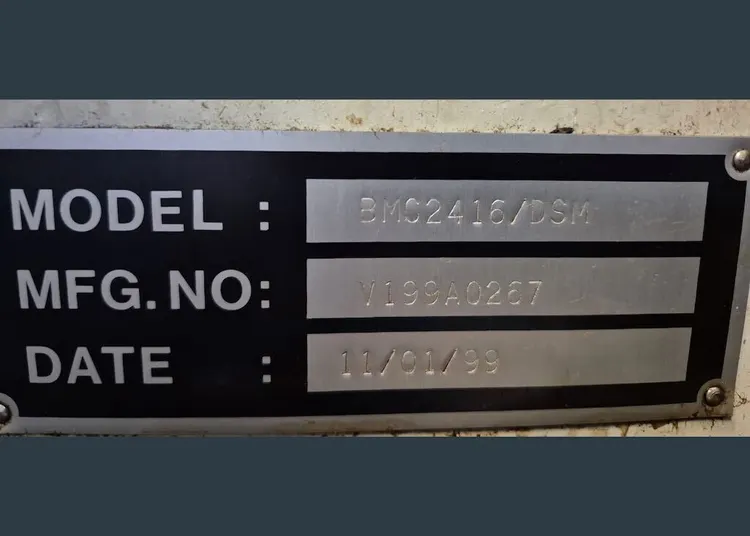 MODEL : BMC2416/DSM
MFG.NO: V199A0267
DATE : 11/01/99